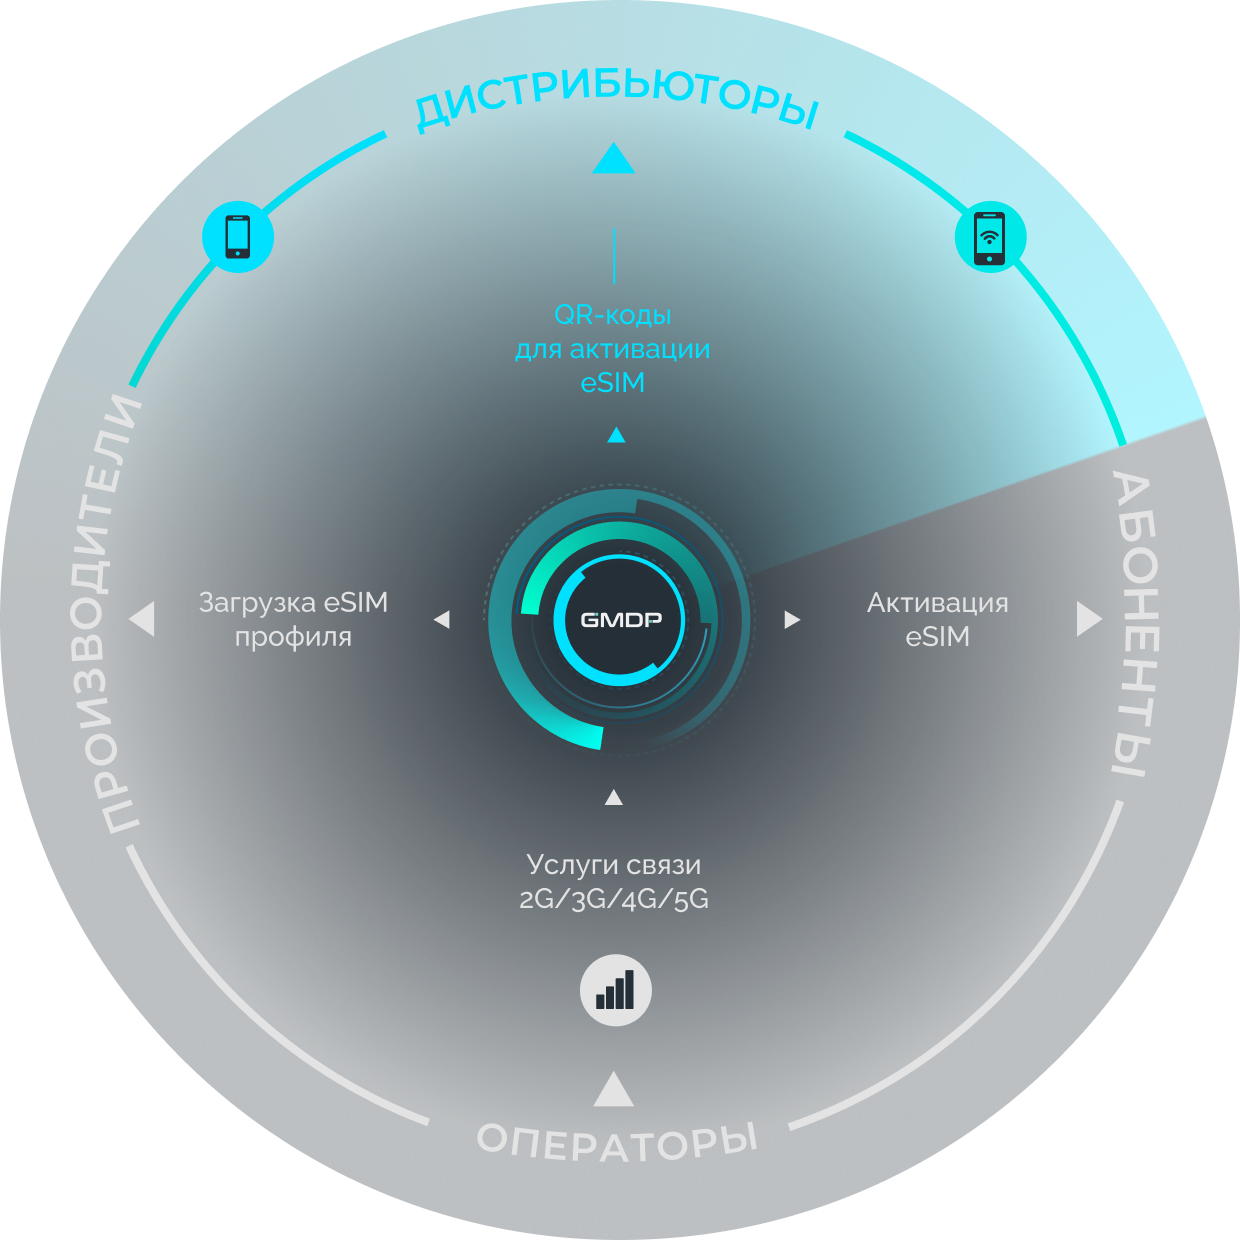 ДИСТРИБЬЮТОРЫ
QR-коды
для активации
eSIM
ПРОИЗВОДИТЕЛИ
Загрузка eSIM
профиля
GMDP
Активация
eSIM
АБОНЕНТЫ
Услуги связи
2G/3G/4G/5G
ОПЕРАТОРЫ